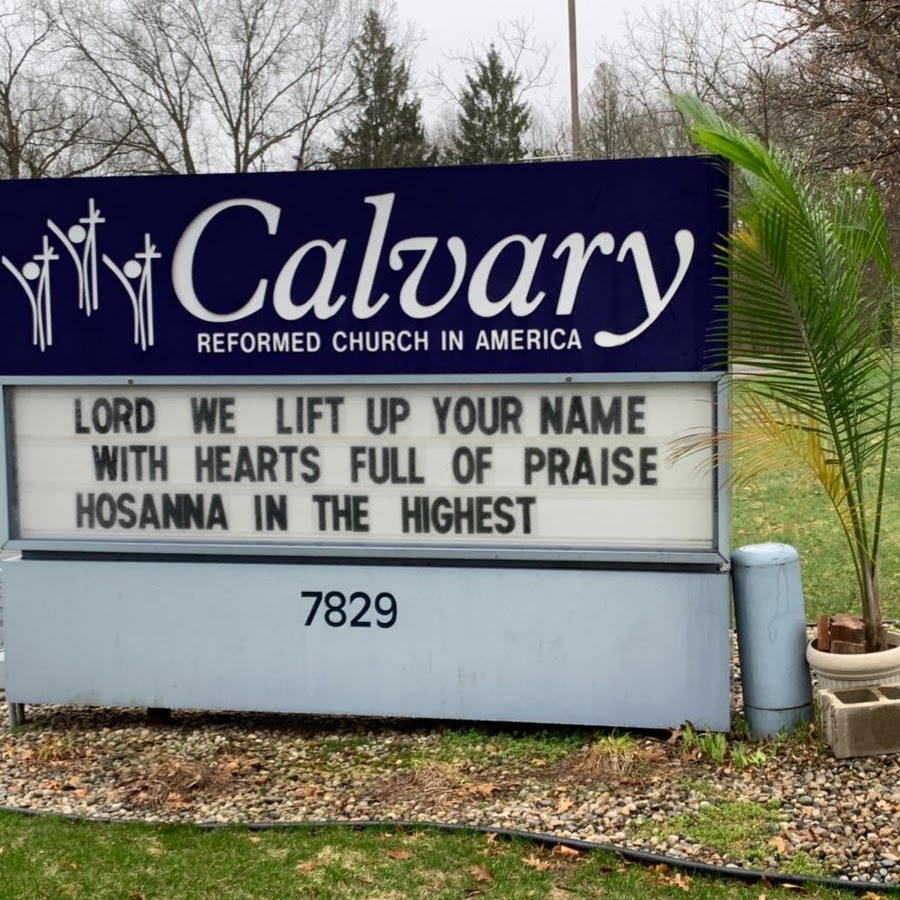 Calvary
REFORMED CHURCH IN AMERICA
LORD WE LIFT UP YOUR NAME
WITH HEARTS FULL OF PRAISE
HOSANNA IN THE HIGHEST
7829